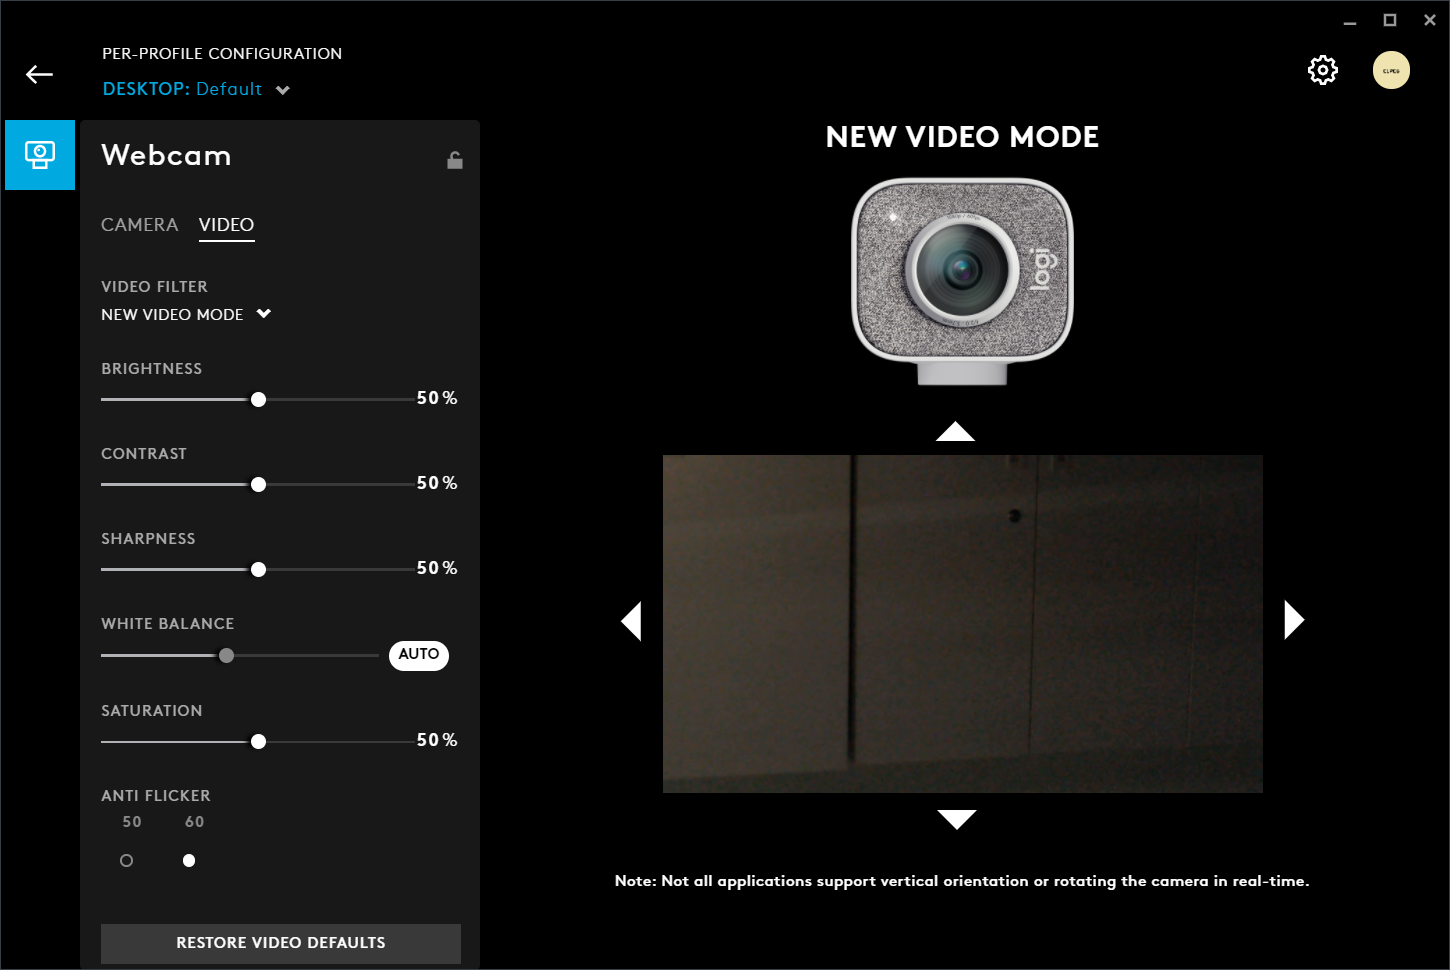 PER-PROFILE CONFIGURATION
DESKTOP: Default
Webcam
CAMERA VIDEO
VIDEO FILTER
NEW VIDEO MODE
BRIGHTNESS
50 %
CONTRAST
50 %
SHARPNESS
50 %
WHITE BALANCE
AUTO
SATURATION
50 %
ANTI FLICKER
50 60
RESTORE VIDEO DEFAULTS
NEW VIDEO MODE
logi
Note: Not all applications support vertical orientation or rotating the camera in real-time.